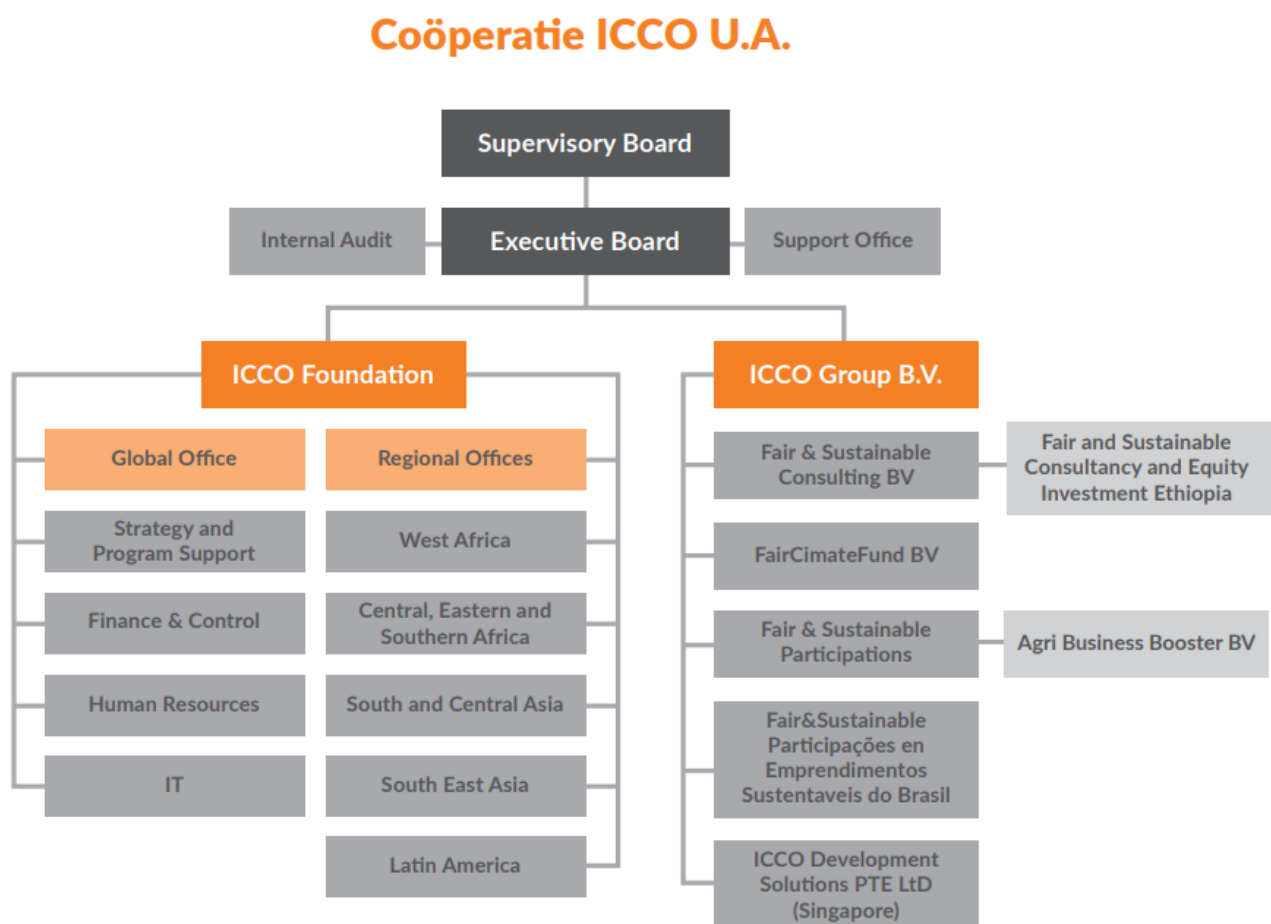 Coöperatie ICCO U.A.
Supervisory Board
Internal Audit
Executive Board
Support Office
ICCO Foundation
Global Office
Strategy and
Program Support
Finance & Control
Human Resources
IT
Regional Offices
West Africa
Central, Eastern and
Southern Africa
South and Central Asia
South East Asia
Latin America
ICCO Group B.V.
Fair & Sustainable
Consulting BV
Fair and Sustainable
Consultancy and Equity
Investment Ethiopia
FairCimateFund BV
Fair & Sustainable
Participations
Agri Business Booster BV
Fair&Sustainable
Participações en
Emprendimentos
Sustentaveis do Brasil
ICCO Development
Solutions PTE LtD
(Singapore)